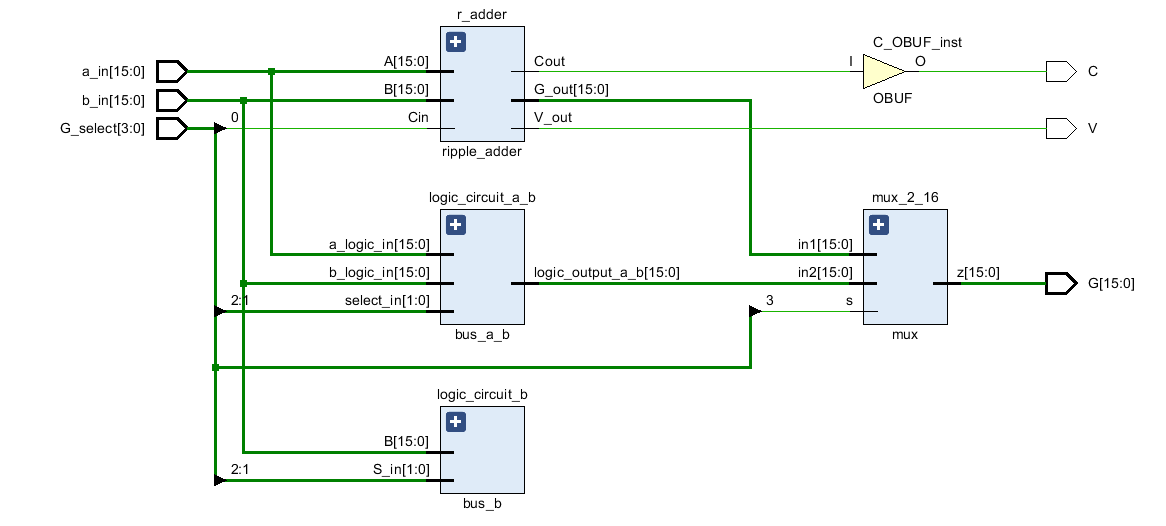 r_adder
C_OBUF_inst
a_in[15:0]
A[15:0]
Cout
I
O
C
b_in[15:0]
B[15:0]
G_out[15:0]
OBUF
G_select[3:0]
0
Cin
V_out
V
ripple_adder
logic_circuit_a_b
mux_2_16
a_logic_in[15:0]
in1[15:0]
b_logic_in[15:0]
logic_output_a_b[15:0]
in2[15:0]
z[15:0]
G[15:0]
2:1
select_in[1:0]
3
s
bus_a_b
mux
logic_circuit_b
B[15:0]
2:1
S_in[1:0]
bus_b